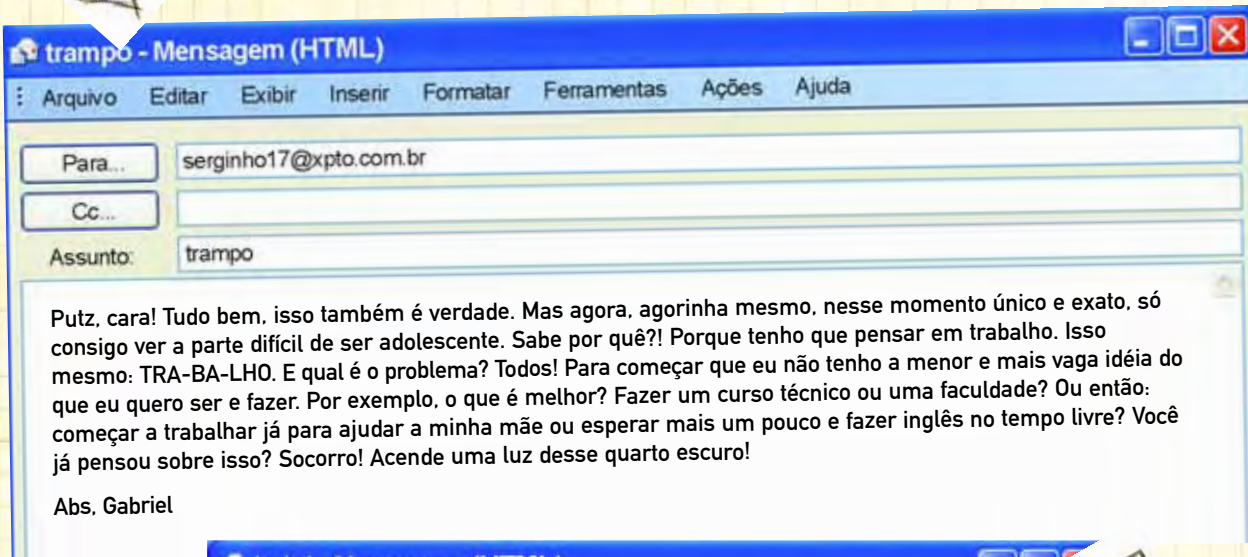 trampo - Mensagem (HTML)
Arquivo Editar Exibir Inserir Formatar Ferramentas Ações Ajuda
Para... serginho17@xpto.com.br
Cc...
Assunto: trampo
Putz, cara! Tudo bem, isso também é verdade. Mas agora, agorinha mesmo, nesse momento único e exato, só
consigo ver a parte difícil de ser adolescente. Sabe por quê?! Porque tenho que pensar em trabalho. Isso
mesmo: TRA-BA-LHO. E qual é o problema? Todos! Para começar que eu não tenho a menor e mais vaga idéia do
que eu quero ser e fazer. Por exemplo, o que é melhor? Fazer um curso técnico ou uma faculdade? Ou então:
começar a trabalhar já para ajudar a minha mãe ou esperar mais um pouco e fazer inglês no tempo livre? Você
já pensou sobre isso? Socorro! Acende uma luz desse quarto escuro!
Abs, Gabriel